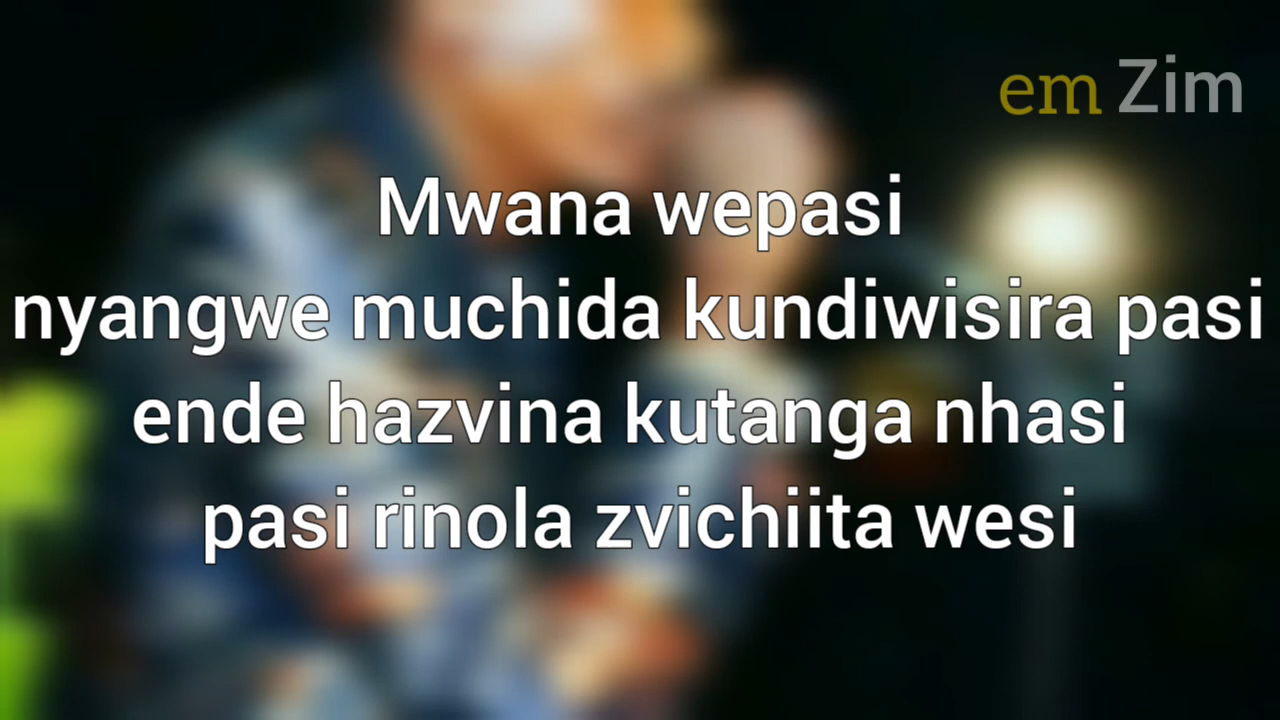 em Zim
Mwana wepasi
nyangwe muchida kundiwisira pasi
ende hazvina kutanga nhasi
pasi rinola zvichiita wesi